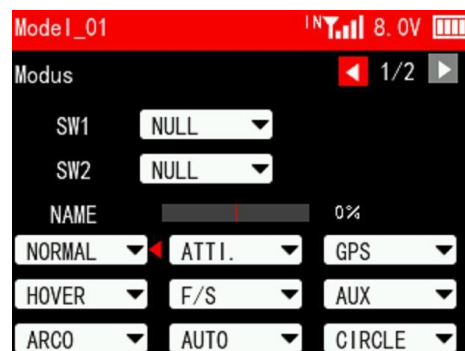 Model_01 IN 8.0V
Modus 1/2
SW1 NULL
SW2 NULL
NAME 0%
NORMAL ATTI. GPS
HOVER F/S AUX
ARCO AUTO CIRCLE